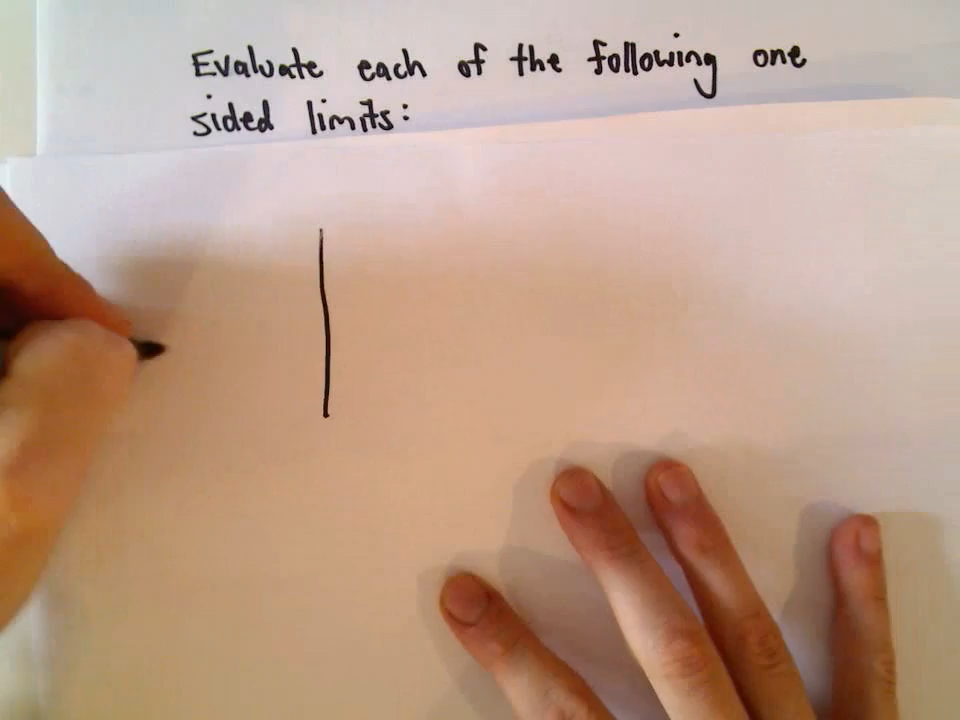 Evaluate each of the following one
sided limits: